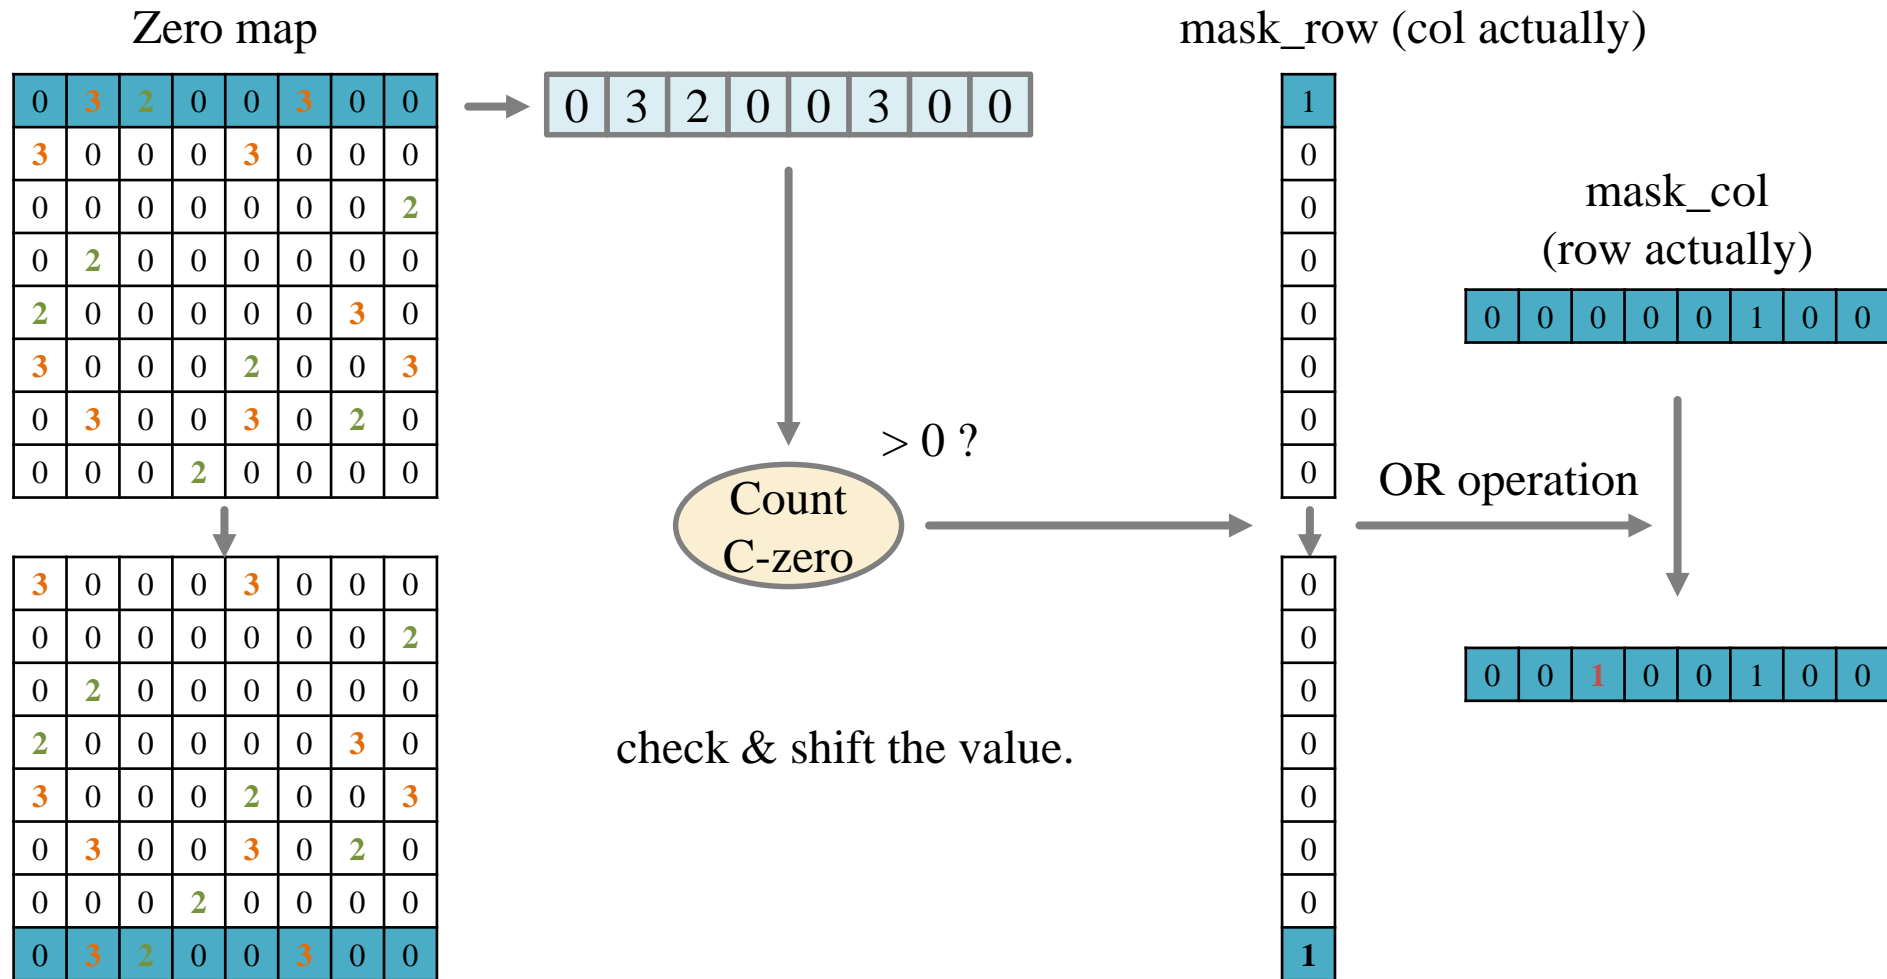 Zero map
mask_row (col actually)
0 3 2 0 0 3 0 0
3 0 0 0 3 0 0 0
0 0 0 0 0 0 0 2
0 2 0 0 0 0 0 0
2 0 0 0 0 0 3 0
3 0 0 0 2 0 0 3
0 3 0 0 3 0 2 0
0 0 0 2 0 0 0 0
0 3 2 0 0 3 0 0
1
0
0
0
0
0
0
0
mask_col
(row actually)
0 0 0 0 0 1 0 0
> 0 ?
Count
C-zero
OR operation
3 0 0 0 3 0 0 0
0 0 0 0 0 0 0 2
0 2 0 0 0 0 0 0
2 0 0 0 0 0 3 0
3 0 0 0 2 0 0 3
0 3 0 0 3 0 2 0
0 0 0 2 0 0 0 0
0 3 2 0 0 3 0 0
check & shift the value.
0
0
0
0
0
0
0
1
0 0 1 0 0 1 0 0